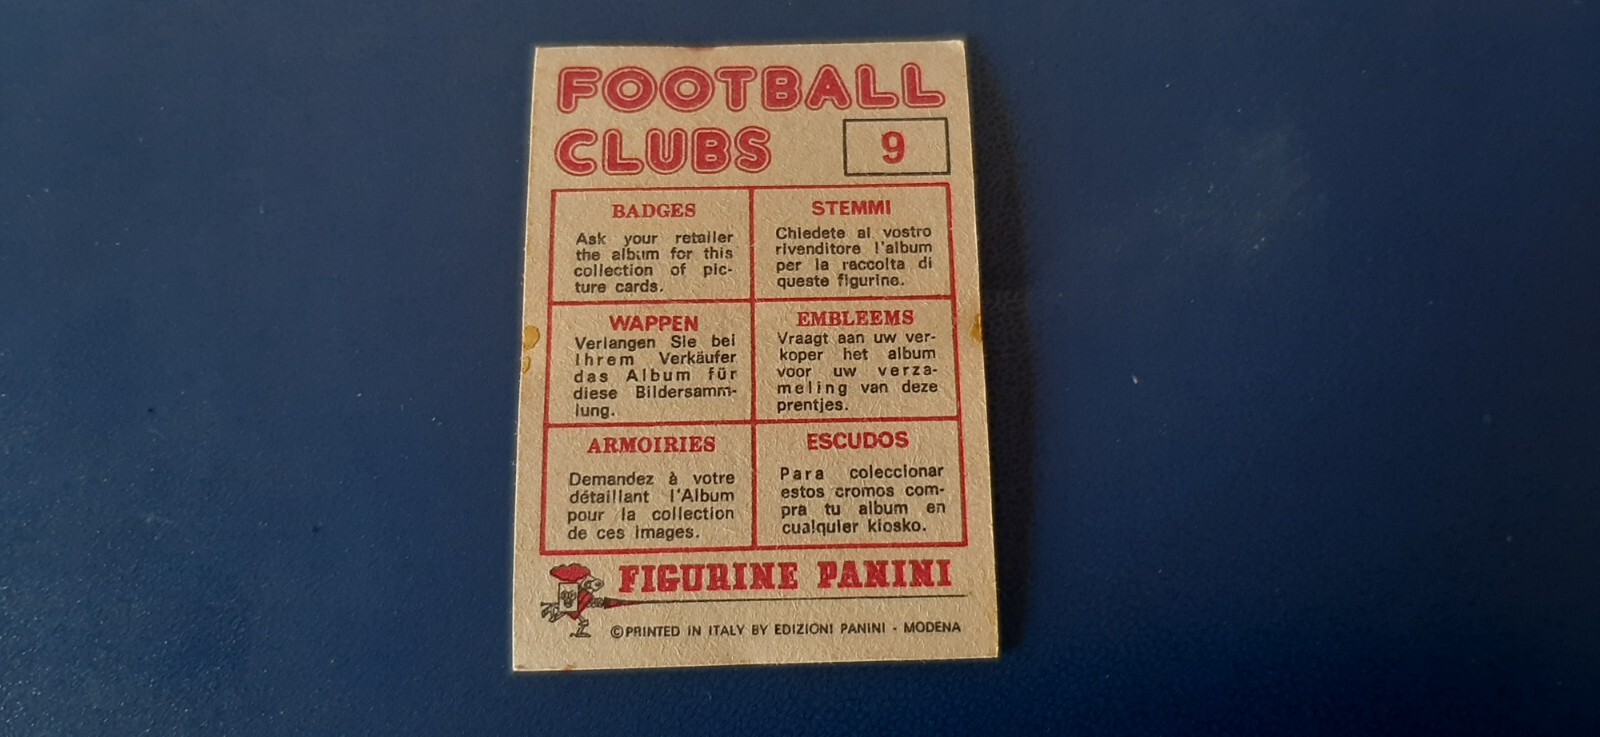 FOOTBALL
CLUBS
9
BADGES
Ask your retailer
the album for this
collection of pic-
ture cards.
STEMMI
Chiedete al vostro
rivenditore l'album
per la raccolta di
queste figurine.
WAPPEN
Verlangen Sie bei
Ihrem Verkäufer
das Album für
diese Bildersamm-
lung.
EMBLEEMS
Vraagt aan uw ver-
koper het album
voor uw verza-
meling van deze
prentjes.
ARMOIRIES
Demandez à votre
détaillant l'Album
pour la collection
de ces images.
ESCUDOS
Para coleccionar
estos cromos com-
pra tu album en
cualquier kiosko.
FIGURINE PANINI
©PRINTED IN ITALY BY EDIZIONI PANINI - MODENA